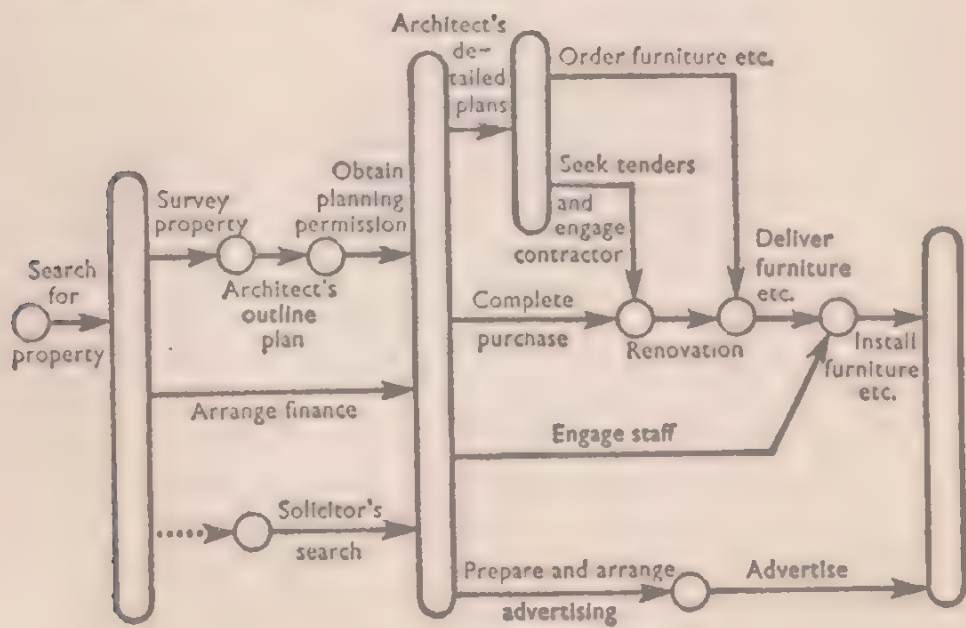 Search
for
property
Survey
property
Architect's
outline
plan
Obtain
planning
permission
Arrange finance
Solicitor's
search
Architect's
de-
tailed
plans
Order furniture etc.
Seek tenders
and
engage
contractor
Complete
purchase
Renovation
Deliver
furniture
etc.
Install
furniture
etc.
Engage staff
Prepare and arrange
advertising
Advertise